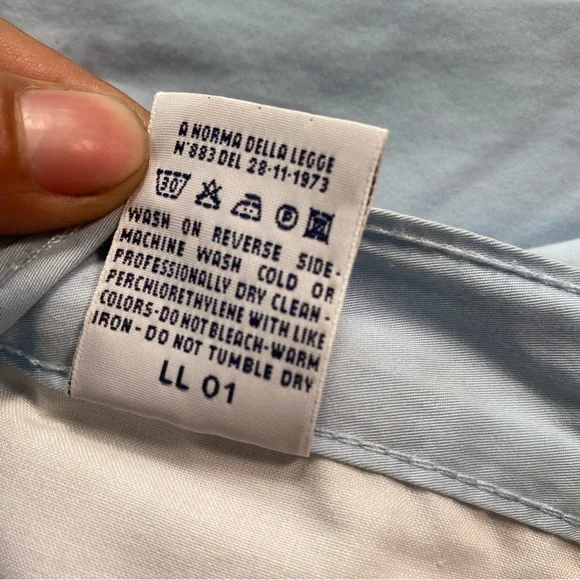 A NORMA DELLA LEGGE
N°883 DEL 28-11-1973
30
P
WASH ON REVERSE SIDE-
MACHINE WASH COLD OR
PROFESSIONALLY DRY CLEAN-
PERCHLORETHYLENE WITH LIKE
COLORS-DO NOT BLEACH-WARM
IRON-DO NOT TUMBLE DRY
LL 01